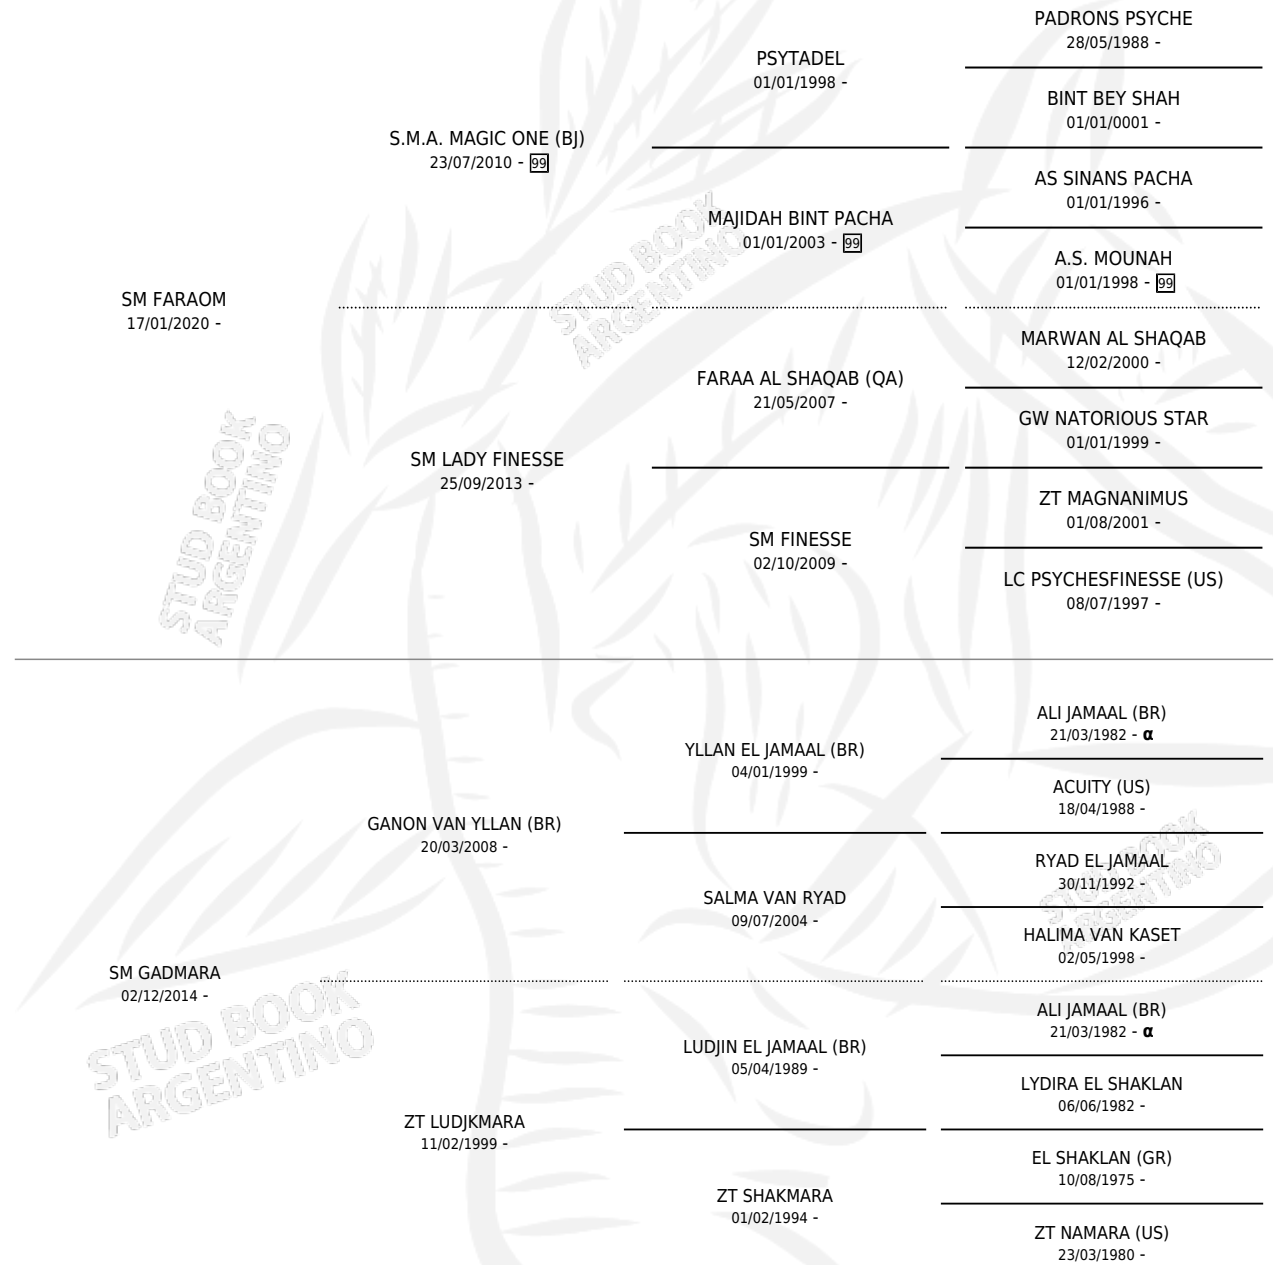 PADRONS PSYCHE
28/05/1988 -
PSYTADEL
01/01/1998 -
BINT BEY SHAH
01/01/0001 -
S.M.A. MAGIC ONE (BJ)
23/07/2010 - 99
AS SINANS PACHA
01/01/1996 -
MAJIDAH BINT PACHA
01/01/2003 - 99
A.S. MOUNAH
01/01/1998 - 99
SM FARAOM
17/01/2020 -
MARWAN AL SHAQAB
12/02/2000 -
FARAA AL SHAQAB (QA)
21/05/2007 -
GW NATORIOUS STAR
01/01/1999 -
SM LADY FINESSE
25/09/2013 -
ZT MAGNANIMUS
01/08/2001 -
SM FINESSE
02/10/2009 -
LC PSYCHESFINESSE (US)
08/07/1997 -
STUD BOOK
ARGENTINO
STUD BOOK
ARGENTINO
ALI JAMAAL (BR)
21/03/1982 - α
YLLAN EL JAMAAL (BR)
04/01/1999 -
ACUITY (US)
18/04/1988 -
GANON VAN YLLAN (BR)
20/03/2008 -
RYAD EL JAMAAL
30/11/1992 -
SALMA VAN RYAD
09/07/2004 -
HALIMA VAN KASET
02/05/1998 -
SM GADMARA
02/12/2014 -
ALI JAMAAL (BR)
21/03/1982 - α
LUDJIN EL JAMAAL (BR)
05/04/1989 -
LYDIRA EL SHAKLAN
06/06/1982 -
ZT LUDJKMARA
11/02/1999 -
EL SHAKLAN (GR)
10/08/1975 -
ZT SHAKMARA
01/02/1994 -
ZT NAMARA (US)
23/03/1980 -
STUD BOOK
ARGENTINO
STUD BOOK
ARGENTINO